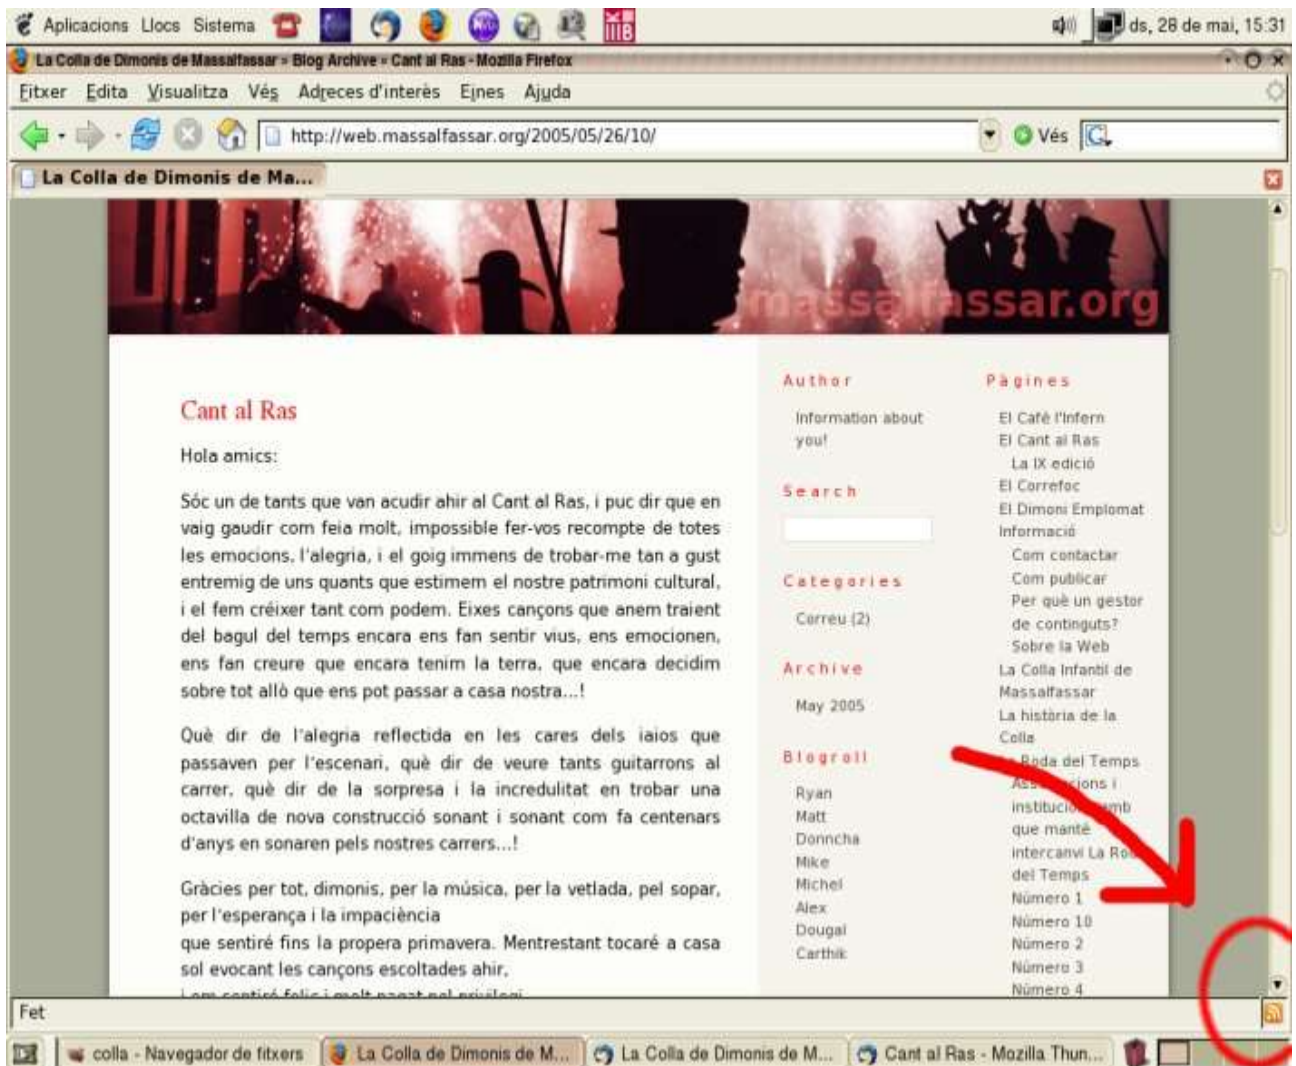 Aplicacions Llocs Sistema
ds, 28 de mai, 15:31
La Colla de Dimonis de Massalfassar » Blog Archive » Cant al Ras - Mozilla Firefox
Fitxer Edita Visualitza Vés Adreces d'interès Eines Ajuda
http://web.massalfassar.org/2005/05/26/10/
Vés
La Colla de Dimonis de Ma...
massalfassar.org
Cant al Ras
Hola amics:
Sóc un de tants que van acudir ahir al Cant al Ras, i puc dir que en
vaig gaudir com feia molt, impossible fer-vos recompte de totes
les emocions, l'alegria, i el goig immens de trobar-me tan a gust
entremig de uns quants que estimem el nostre patrimoni cultural,
i el fem créixer tant com podem. Eixes cançons que anem traient
del bagul del temps encara ens fan sentir vius, ens emocionen,
ens fan creure que encara tenim la terra, que encara decidim
sobre tot allò que ens pot passar a casa nostra...!
Què dir de l'alegria reflectida en les cares dels iaios que
passaven per l'escenari, què dir de veure tants guitarrons al
carrer, què dir de la sorpresa i la incredulitat en trobar una
octavilla de nova construcció sonant i sonant com fa centenars
d'anys en sonaren pels nostres carrers...!
Gràcies per tot, dimonis, per la música, per la vetlada, pel sopar,
per l'esperança i la impaciència
que sentiré fins la propera primavera. Mentrestant tocaré a casa
sol evocant les cançons escoltades ahir,
i em sentiré feliç i molt pagat pel privilegi
Author
Information about
you!
Search
Categories
Correu (2)
Archive
May 2005
Blogroll
Ryan
Matt
Donncha
Mike
Michel
Alex
Dougal
Carthik
Pàgines
El Café l'Infern
El Cant al Ras
La IX edició
El Correfoc
El Dimoni Emplomat
Informació
Com contactar
Com publicar
Per què un gestor
de continguts?
Sobre la Web
La Colla Infantil de
Massalfassar
La història de la
Colla
Roda del Temps
institucions amb
que manté
intercanvi La
del Temps
Número 1
Número 10
Número 2
Número 3
Número 4
Fet
colla - Navegador de fitxers
La Colla de Dimonis de M...
La Colla de Dimonis de M...
Cant al Ras - Mozilla Thun...